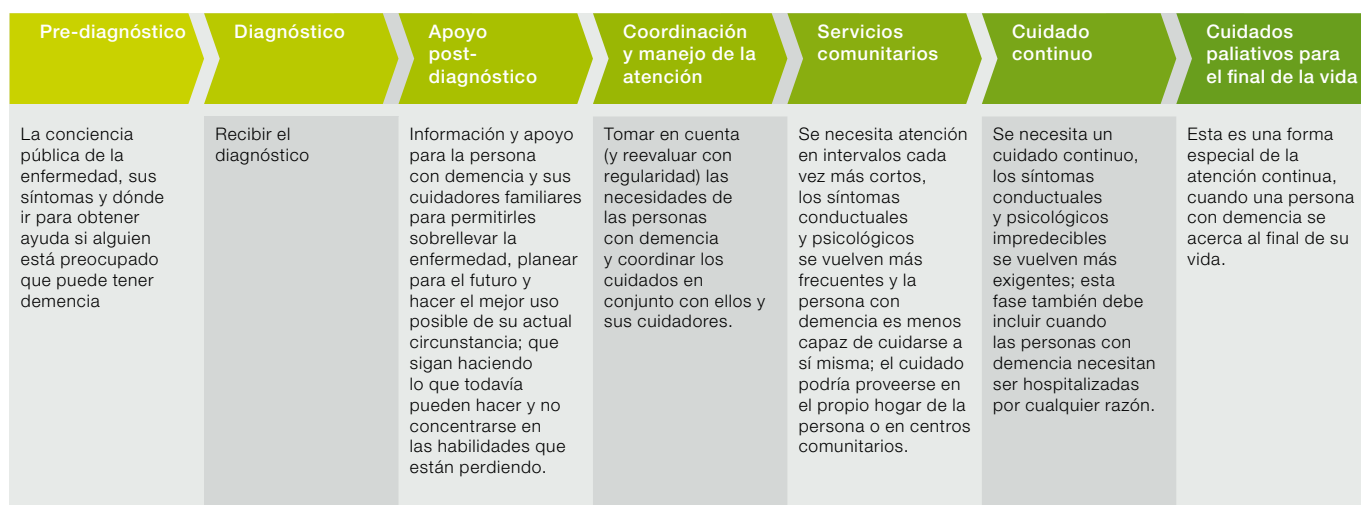 Pre-diagnóstico
La conciencia
pública de la
enfermedad, sus
síntomas y dónde
ir para obtener
ayuda si alguien
está preocupado
que puede tener
demencia
Diagnóstico
Recibir el
diagnóstico
Apoyo
post-
diagnóstico
Información y apoyo
para la persona
con demencia y sus
cuidadores familiares
para permitirles
sobrellevar la
enfermedad, planear
para el futuro y
hacer el mejor uso
posible de su actual
circunstancia; que
sigan haciendo
lo que todavía
pueden hacer y no
concentrarse en
las habilidades que
están perdiendo.
Coordinación
y manejo de la
atención
Tomar en cuenta
(y reevaluar con
regularidad) las
necesidades de
las personas
con demencia
y coordinar los
cuidados en
conjunto con ellos y
sus cuidadores.
Servicios
comunitarios
Se necesita atención
en intervalos cada
vez más cortos,
los síntomas
conductuales
y psicológicos
se vuelven más
frecuentes y la
persona con
demencia es menos
capaz de cuidarse a
sí misma; el cuidado
podría proveerse en
el propio hogar de la
persona o en centros
comunitarios.
Cuidado
continuo
Se necesita un
cuidado continuo,
los síntomas
conductuales
y psicológicos
impredecibles
se vuelven más
exigentes; esta
fase también debe
incluir cuando
las personas con
demencia necesitan
ser hospitalizadas
por cualquier razón.
Cuidados
paliativos para
el final de la vida
Esta es una forma
especial de la
atención continua,
cuando una persona
con demencia se
acerca al final de su
vida.